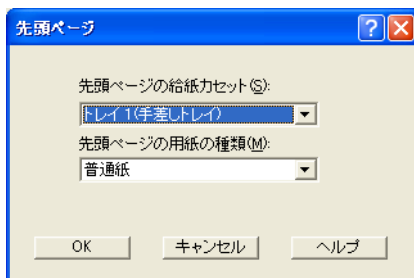 先頭ページ
先頭ページの給紙カセット(S):
トレイ1(手差しトレイ)
先頭ページの用紙の種類(M):
普通紙
OK キャンセル ヘルプ